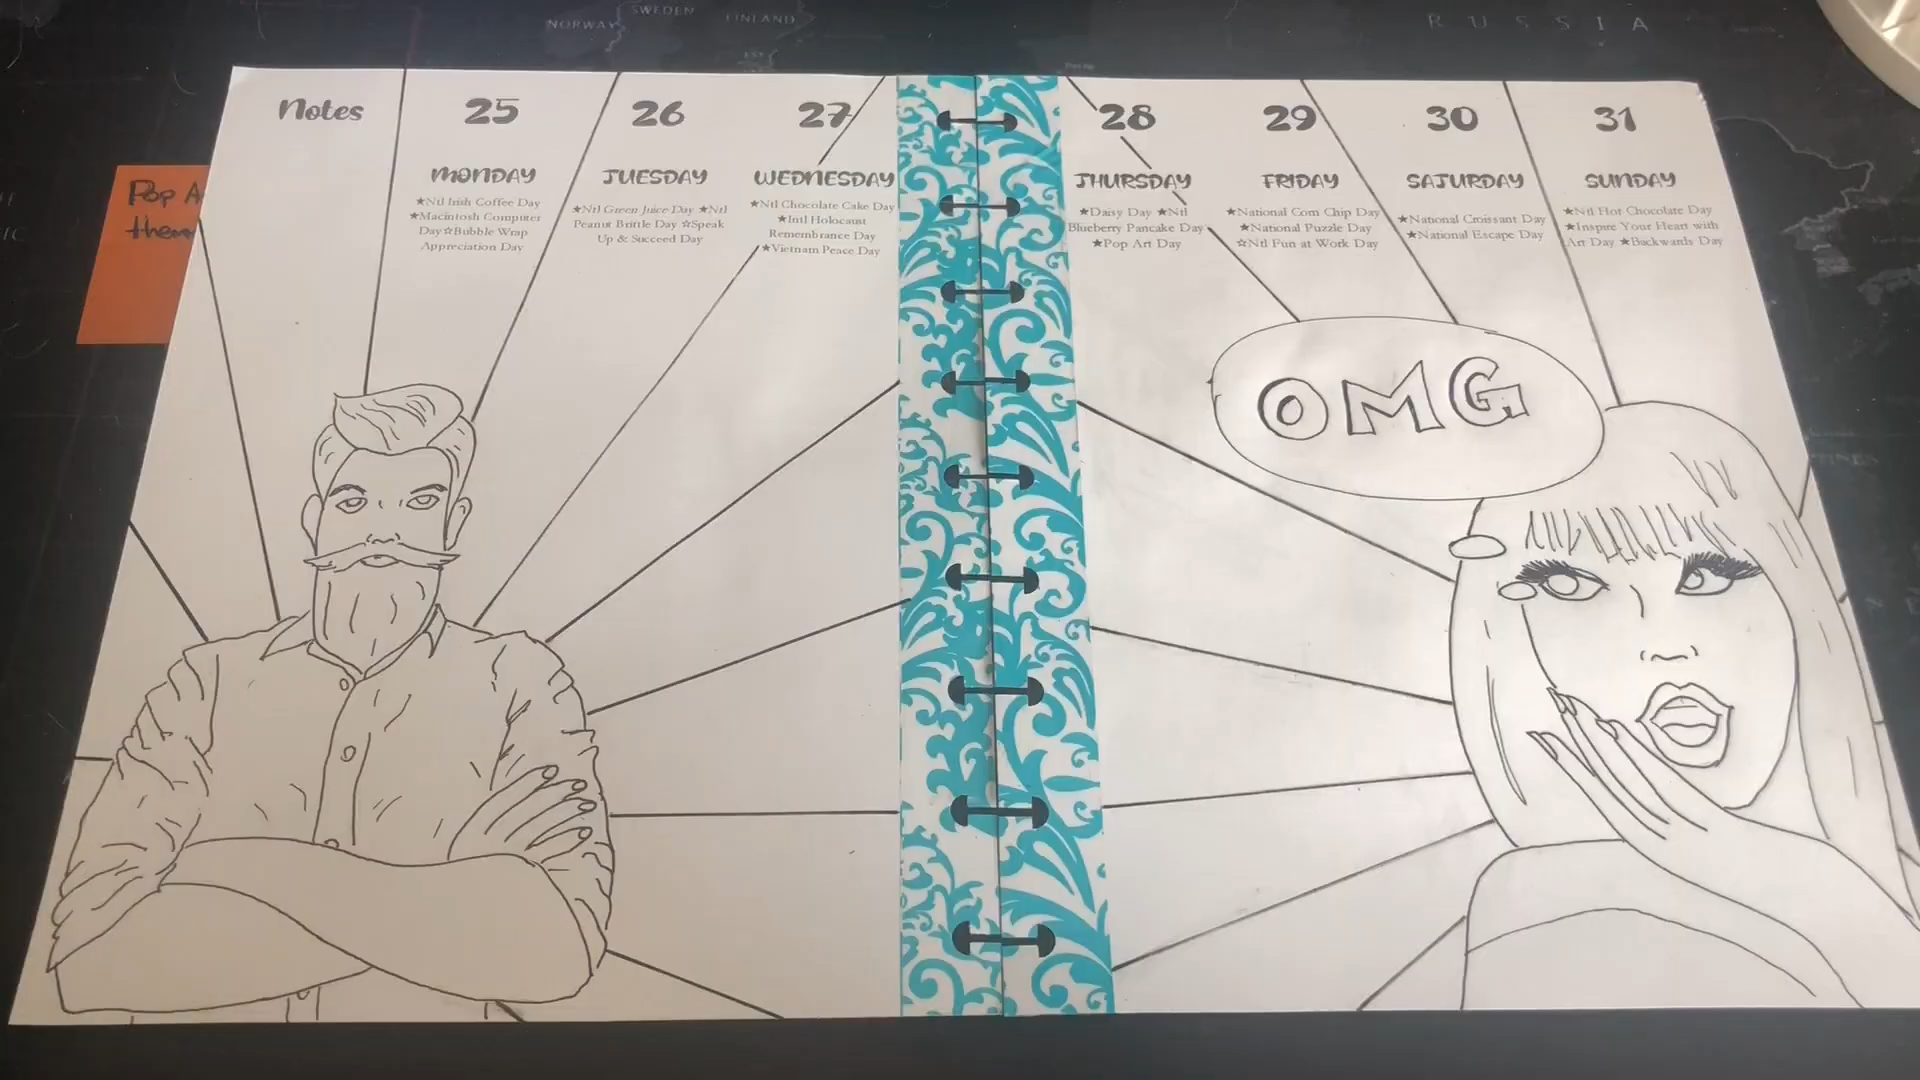 NORWAY
SWEDEN
FINLAND
RUSSIA
Pop A
them
Notes
25
MONDAY
★Ntl Irish Coffee Day
★Macintosh Computer
Day☆Bubble Wrap
Appreciation Day
26
TUESDAY
★Ntl Green Juice Day ★Ntl
Peanut Brittle Day ☆Speak
Up & Succeed Day
27
WEDNESDAY
★Ntl Chocolate Cake Day
★Intl Holocaust
Remembrance Day
★Vietnam Peace Day
28
THURSDAY
★Daisy Day ★Ntl
Blueberry Pancake Day
★Pop Art Day
29
FRIDAY
★National Corn Chip Day
★National Puzzle Day
☆Ntl Fun at Work Day
30
SATURDAY
★National Croissant Day
★National Escape Day
31
SUNDAY
★Ntl Hot Chocolate Day
★Inspire Your Heart with
Art Day ★Backwards Day
OMG